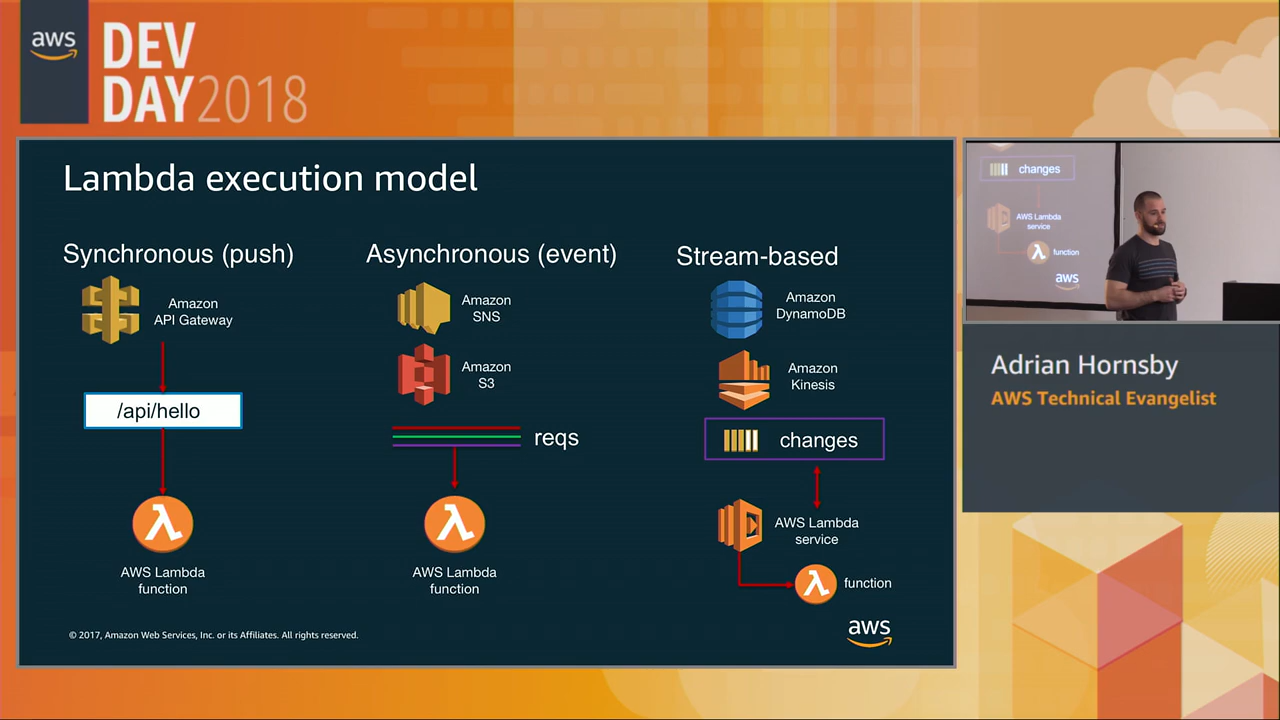 aws
DEV
DAY2018
Lambda execution model
Synchronous (push)
Amazon
API Gateway
/api/hello
AWS Lambda
function
Asynchronous (event)
Amazon
SNS
Amazon
S3
reqs
AWS Lambda
function
Stream-based
Amazon
DynamoDB
Amazon
Kinesis
changes
AWS Lambda
service
function
© 2017, Amazon Web Services, Inc. or its Affiliates. All rights reserved.
aws
changes
AWS Lambda
service
function
aws
Adrian Hornsby
AWS Technical Evangelist